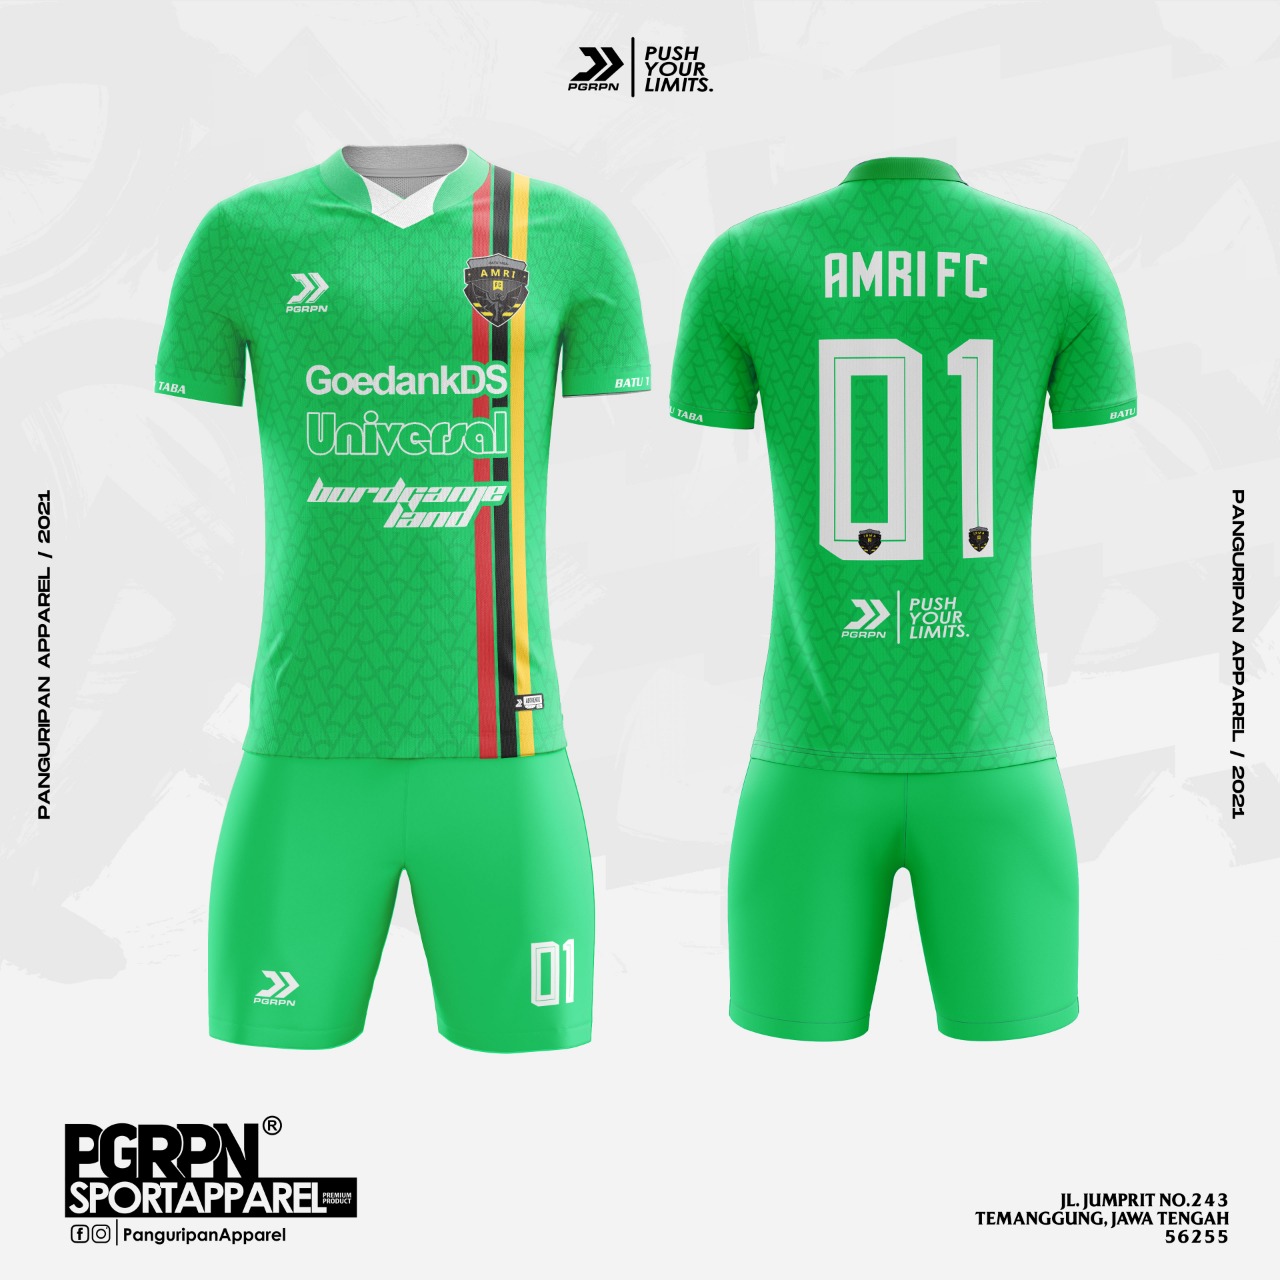 PGRPN
PUSH
YOUR
LIMITS.
PGRPN
AMRI
FC
TABA
BATU T
GoedankDS
Universal
bordgame
land
PGRPN
01
AMRI FC
01
U TABA
BATU
PGRPN
PUSH
YOUR
LIMITS.
PANGURIPAN APPAREL / 2021
PANGURIPAN APPAREL / 2021
PGRPN®
SPORTAPPAREL
PREMIUM
PRODUCT
PanguripanApparel
JL. JUMPRIT NO.243
TEMANGGUNG, JAWA TENGAH
56255